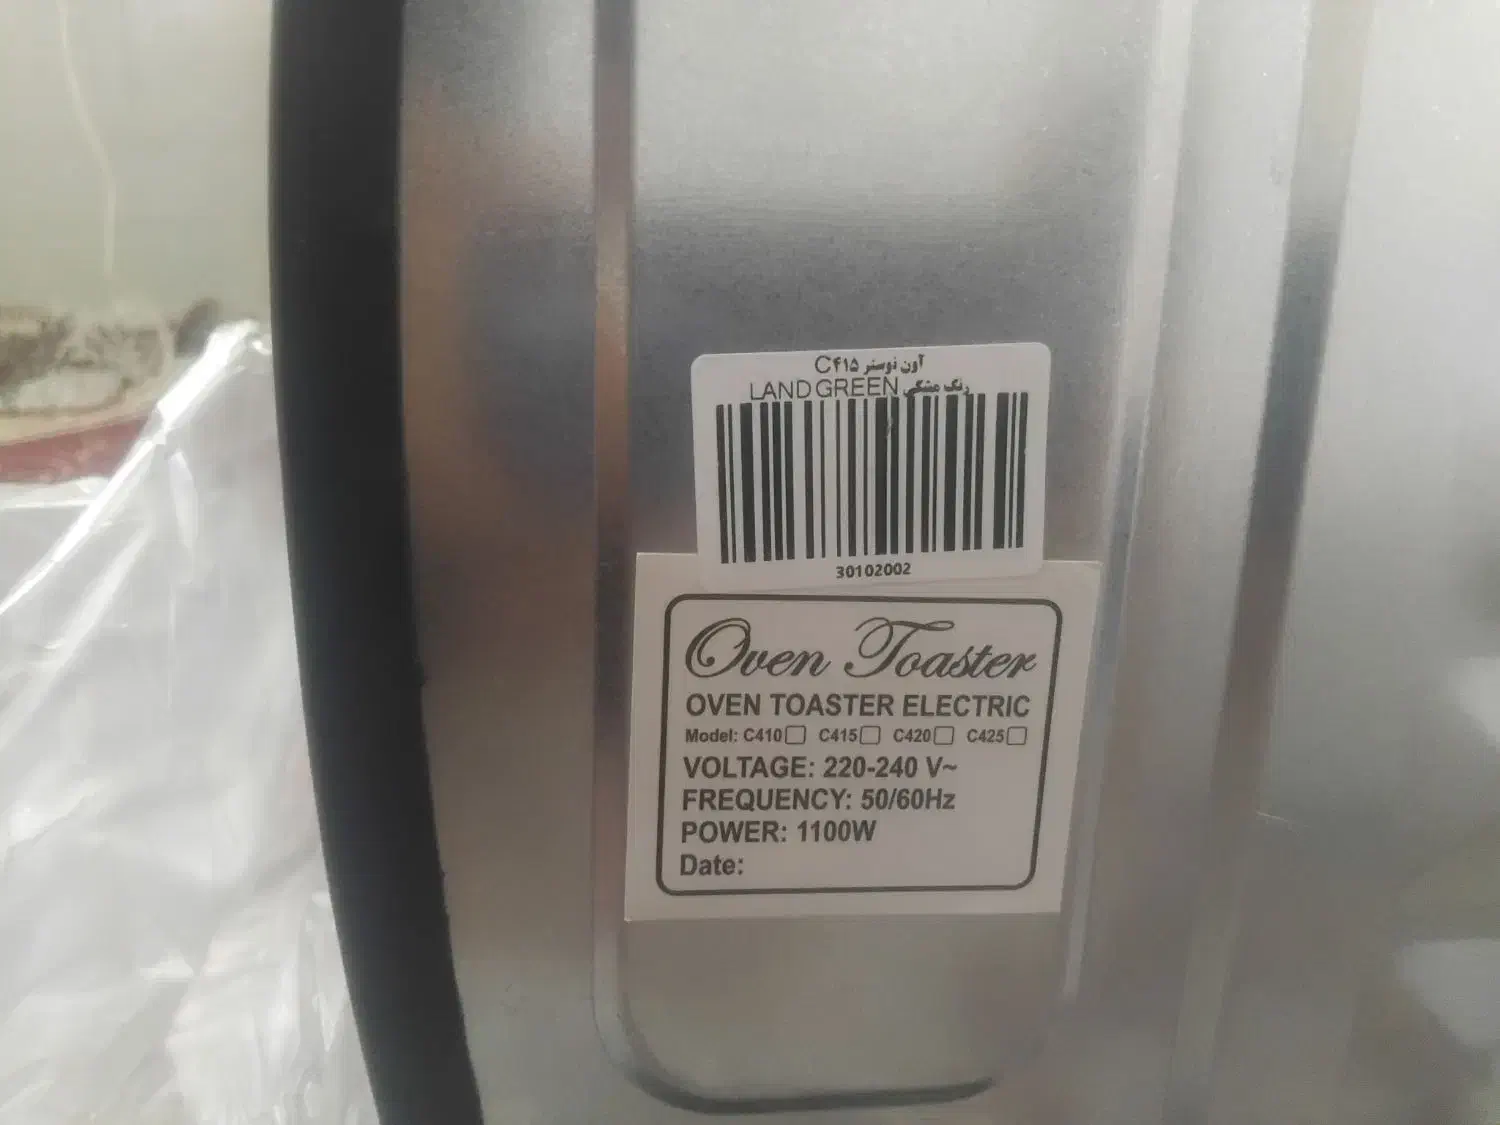 آون توستر C۴۱۵
رنگ مشکی LAND GREEN
30102002
Oven Toaster
OVEN TOASTER ELECTRIC
Model: C410☐ C415☐ C420☐ C425☐
VOLTAGE: 220-240 V~
FREQUENCY: 50/60Hz
POWER: 1100W
Date: